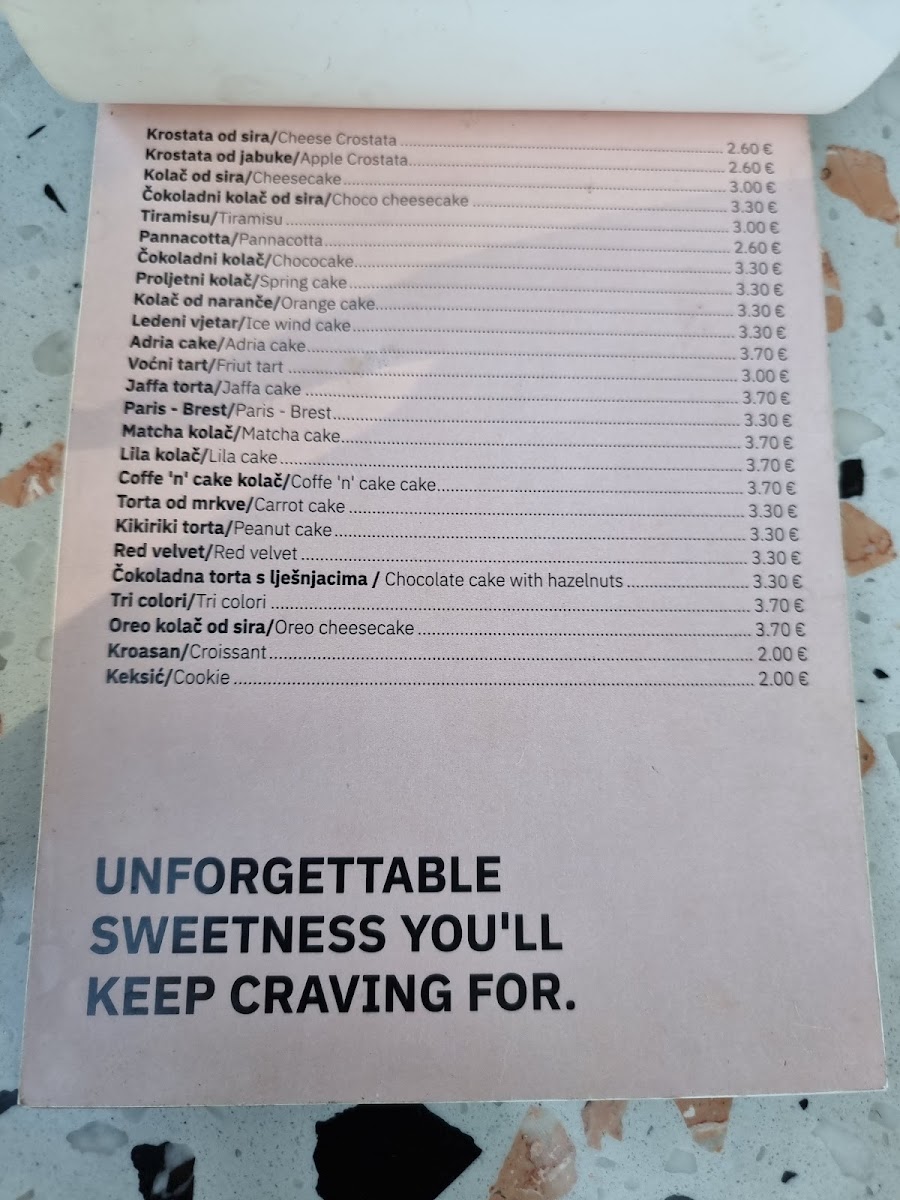 Krostata od sira/Cheese Crostata 2.60 €
Krostata od jabuke/Apple Crostata 2.60 €
Kolač od sira/Cheesecake 3.00 €
Čokoladni kolač od sira/Choco cheesecake 3.30 €
Tiramisu/Tiramisu 3.00 €
Pannacotta/Pannacotta 2.60 €
Čokoladni kolač/Chococake 3.30 €
Proljetni kolač/Spring cake 3.30 €
Kolač od naranče/Orange cake 3.30 €
Ledeni vjetar/Ice wind cake 3.30 €
Adria cake/Adria cake 3.70 €
Voćni tart/Friut tart 3.00 €
Jaffa torta/Jaffa cake 3.70 €
Paris - Brest/Paris - Brest 3.30 €
Matcha kolač/Matcha cake 3.70 €
Lila kolač/Lila cake 3.70 €
Coffe 'n' cake kolač/Coffe 'n' cake cake 3.70 €
Torta od mrkve/Carrot cake 3.30 €
Kikiriki torta/Peanut cake 3.30 €
Red velvet/Red velvet 3.30 €
Čokoladna torta s lješnjacima / Chocolate cake with hazelnuts 3.30 €
Tri colori/Tri colori 3.70 €
Oreo kolač od sira/Oreo cheesecake 3.70 €
Kroasan/Croissant 2.00 €
Keksić/Cookie 2.00 €
UNFORGETTABLE
SWEETNESS YOU'LL
KEEP CRAVING FOR.